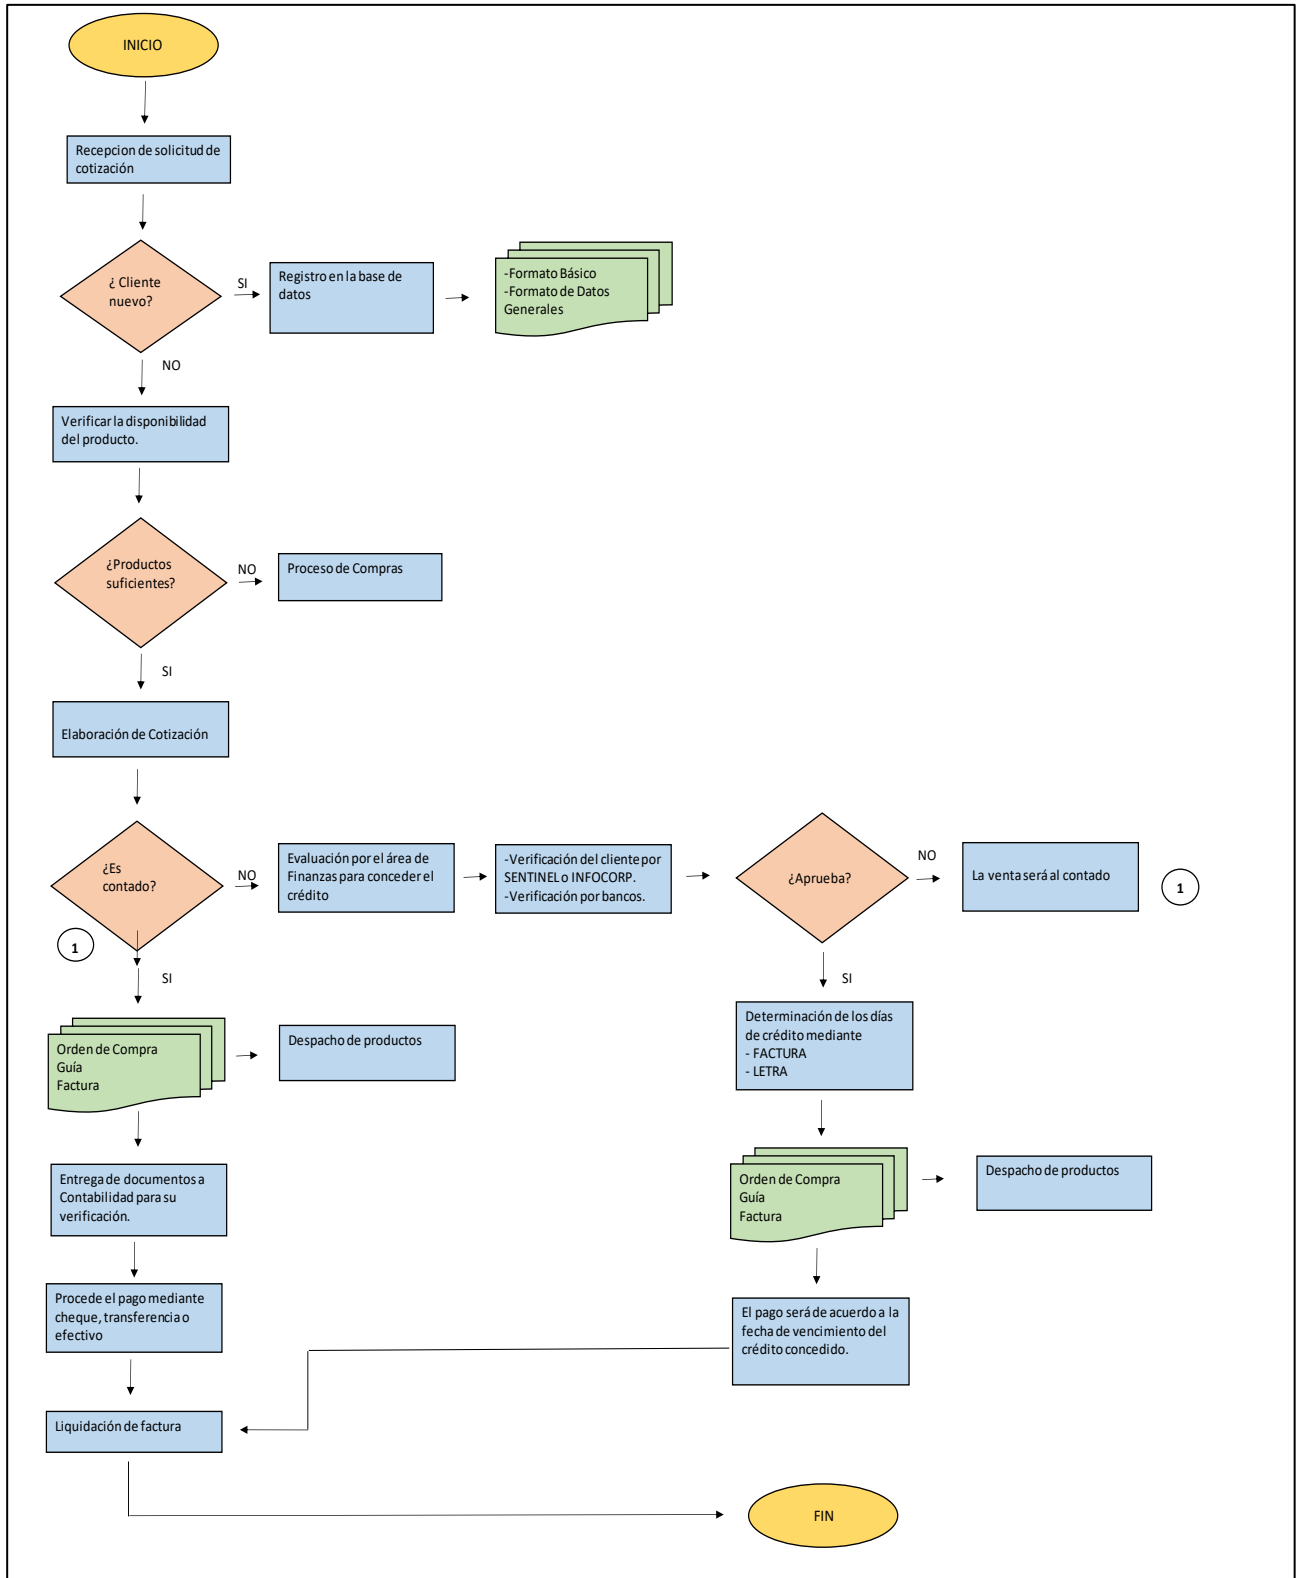 INICIO
Recepcion de solicitud de
cotización
¿ Cliente
nuevo?
SI
Registro en la base de
datos
-Formato Básico
-Formato de Datos
Generales
NO
Verificar la disponibilidad
del producto.
¿Productos
suficientes?
NO
Proceso de Compras
SI
Elaboración de Cotización
¿Es
contado?
NO
Evaluación por el área de
Finanzas para conceder el
crédito
-Verificación del cliente por
SENTINEL o INFOCORP.
-Verificación por bancos.
¿Aprueba?
NO
La venta será al contado
1
1
SI
SI
Orden de Compra
Guía
Factura
Despacho de productos
Determinación de los días
de crédito mediante
- FACTURA
- LETRA
Entrega de documentos a
Contabilidad para su
verificación.
Orden de Compra
Guía
Factura
Despacho de productos
Procede el pago mediante
cheque, transferencia o
efectivo
El pago será de acuerdo a la
fecha de vencimiento del
crédito concedido.
Liquidación de factura
FIN